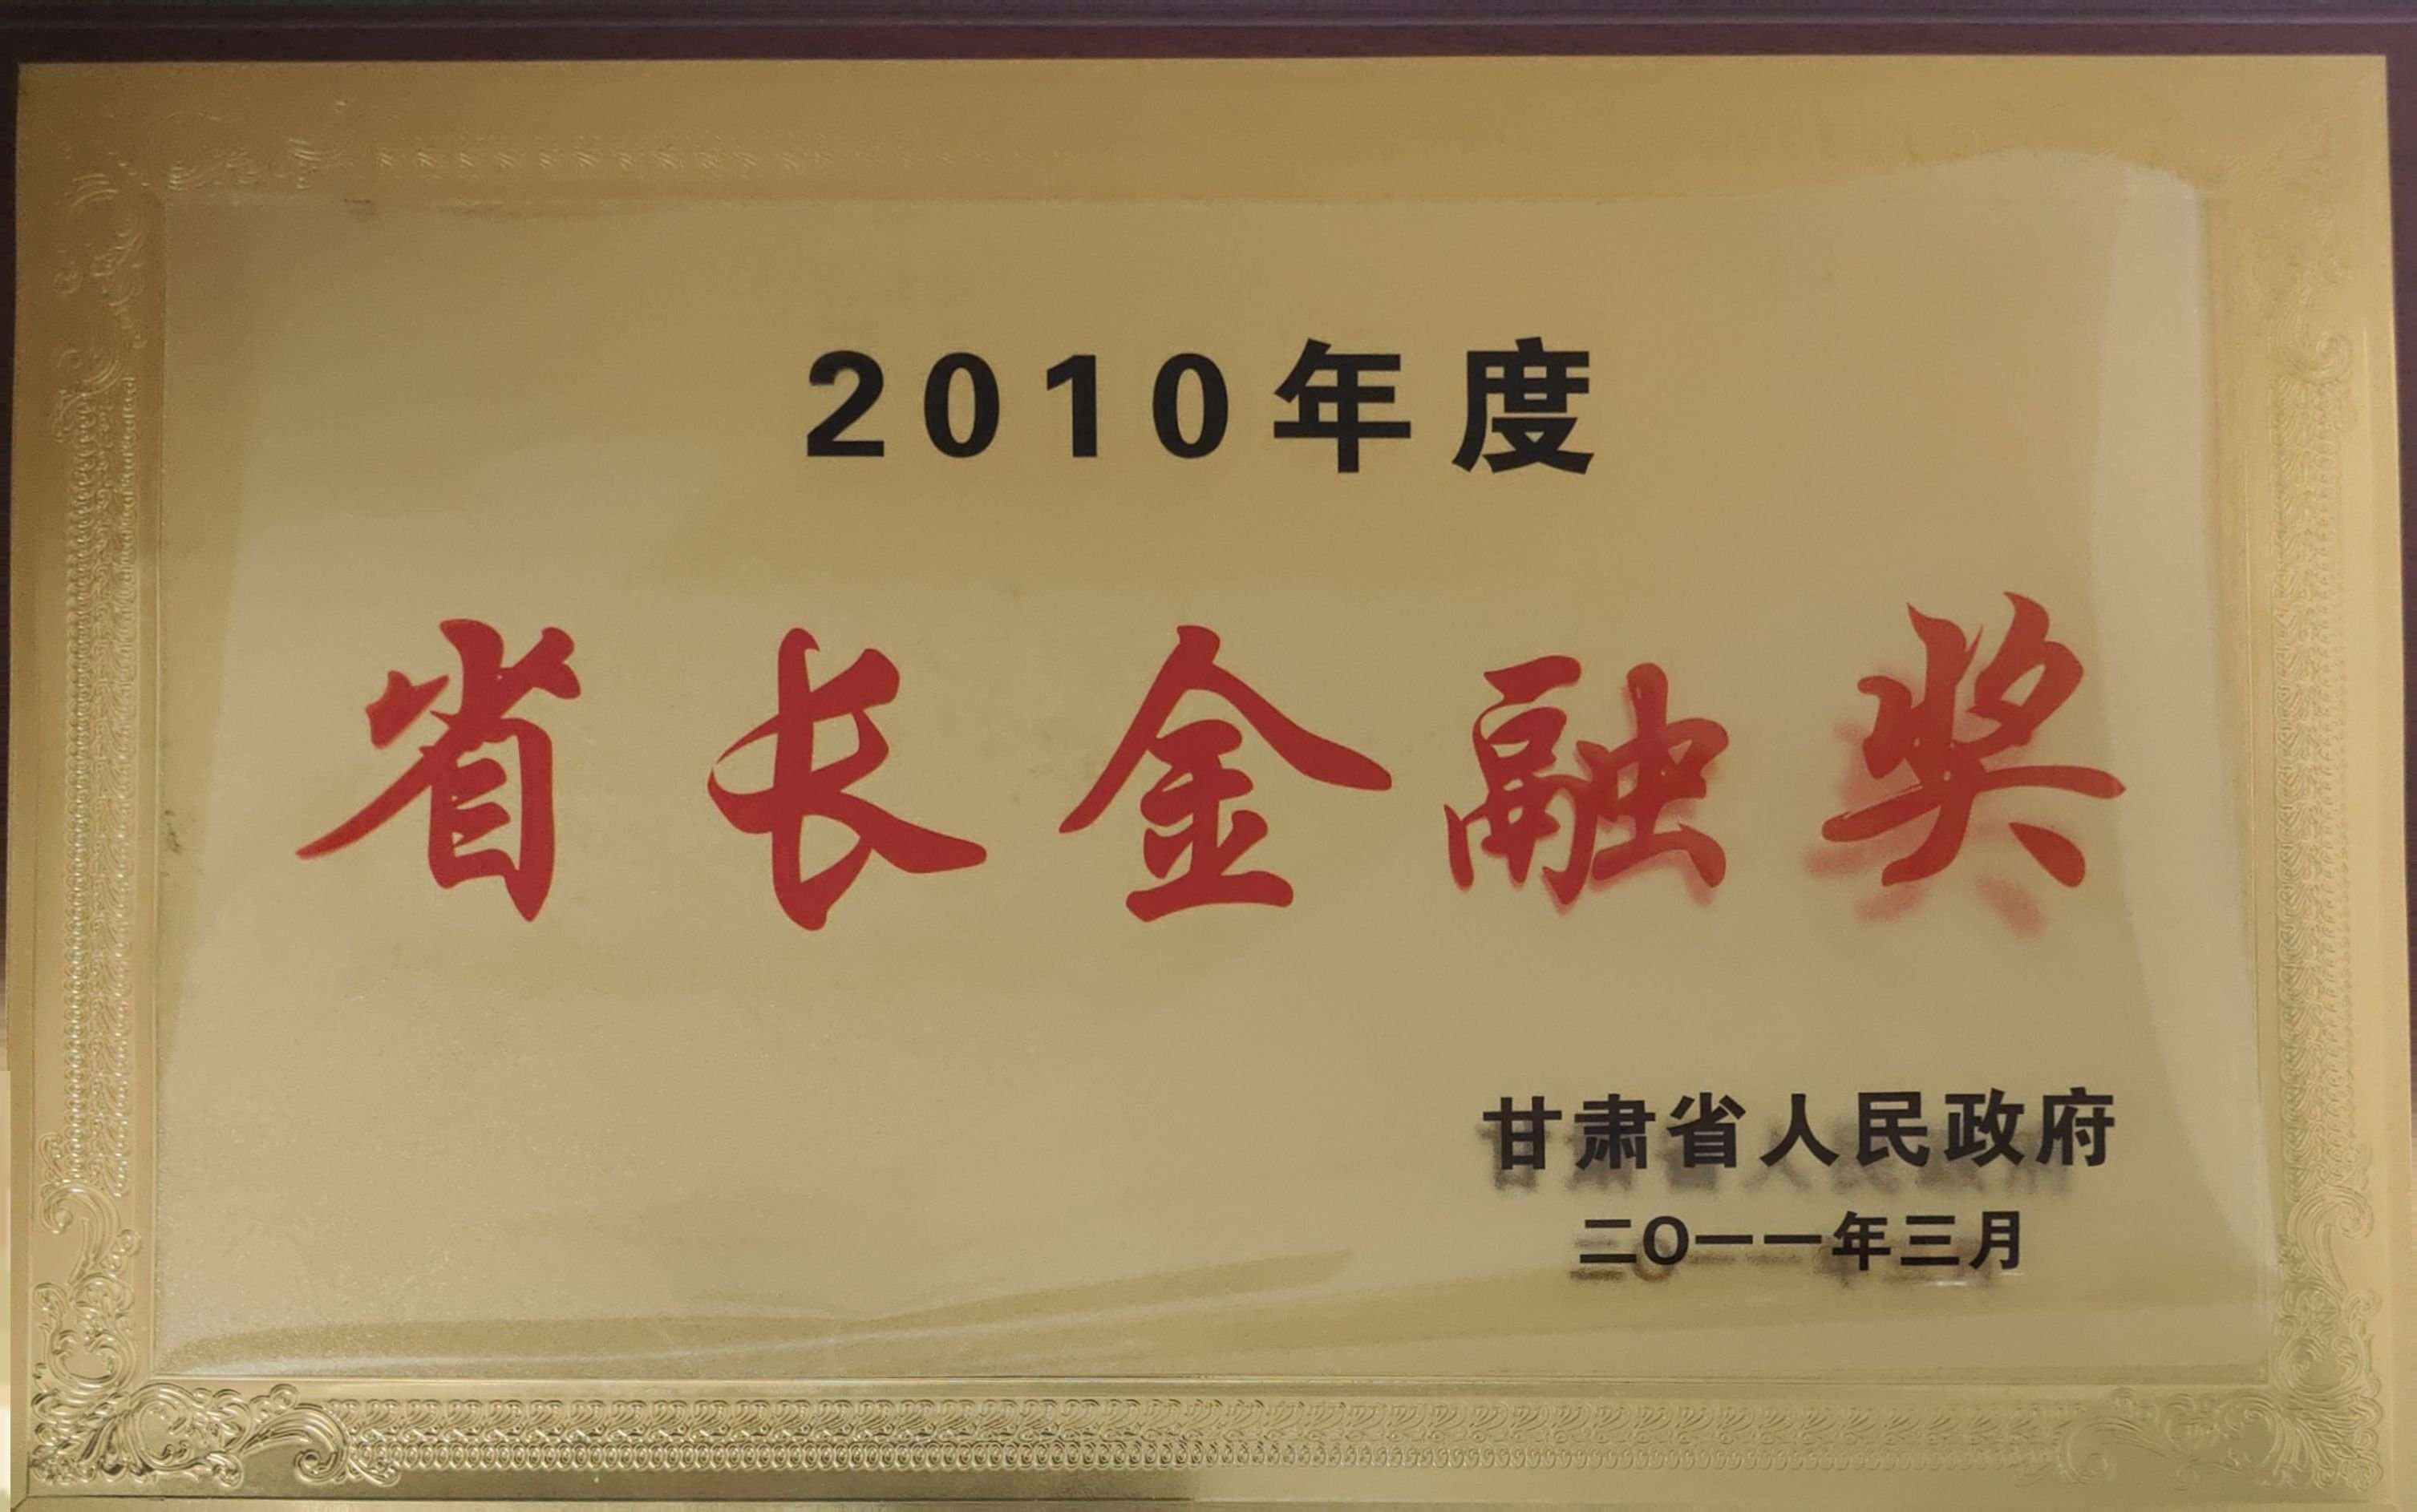 2010年度
省长金融奖
甘肃省人民政府
二〇一一年三月